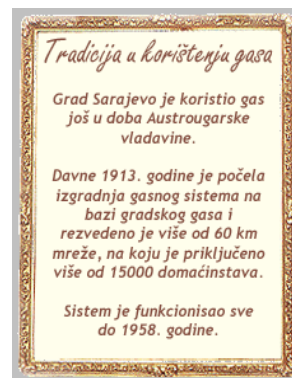 Tradicija u korištenju gasa
Grad Sarajevo je koristio gas
još u doba Austrougarske
vladavine.
Davne 1913. godine je počela
izgradnja gasnog sistema na
bazi gradskog gasa i
rezvedeno je više od 60 km
mreže, na koju je priključeno
više od 15000 domaćinstava.
Sistem je funkcionisao sve
do 1958. godine.